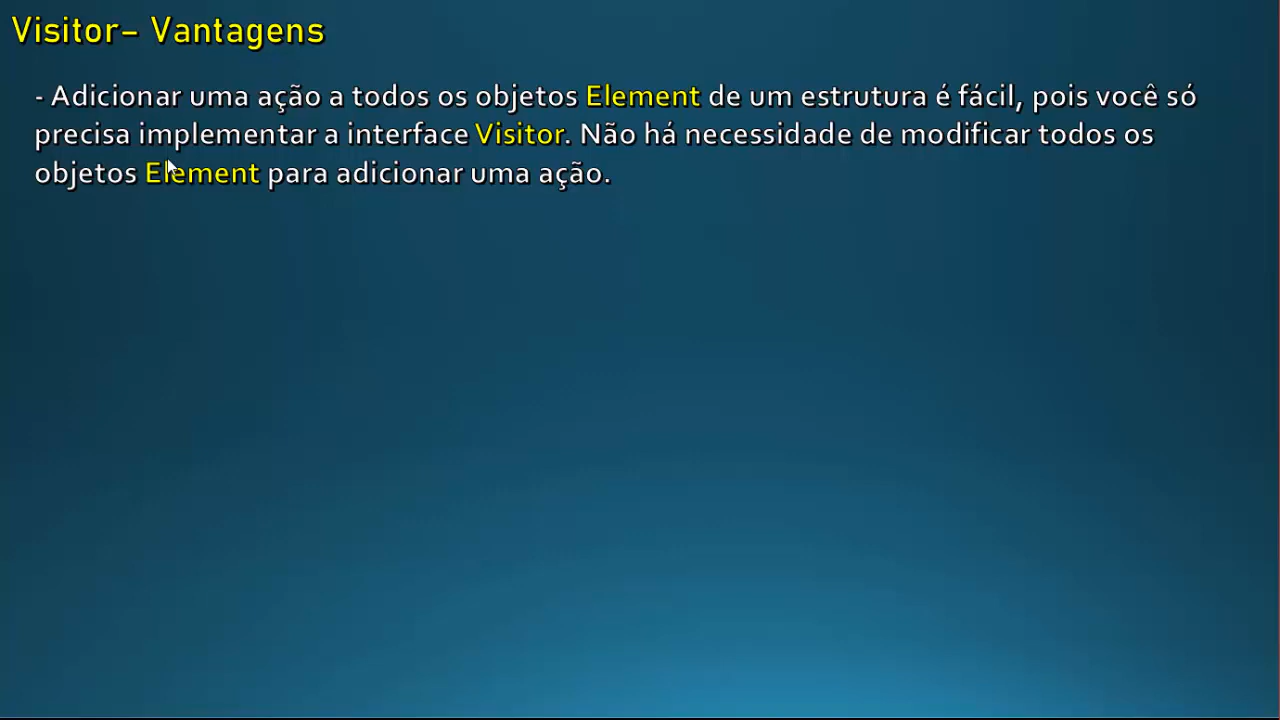 Visitor– Vantagens
- Adicionar uma ação a todos os objetos Element de um estrutura é fácil, pois você só
precisa implementar a interface Visitor. Não há necessidade de modificar todos os
objetos Element para adicionar uma ação.